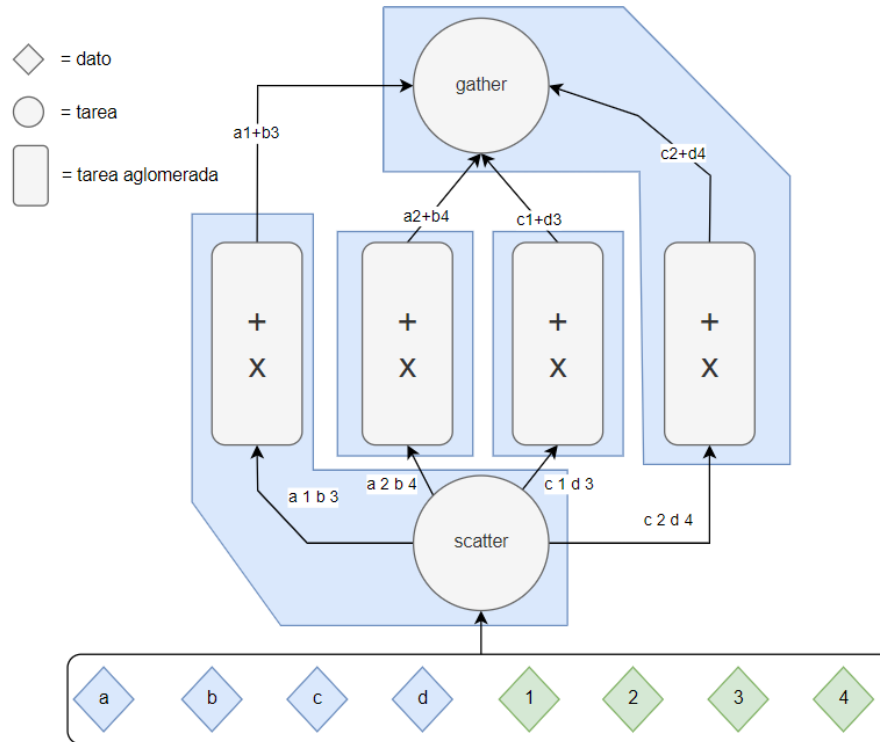 = dato
= tarea
= tarea aglomerada
gather
a1+b3
c2+d4
a2+b4
c1+d3
+
x
+
x
+
x
+
x
a 1 b 3
a 2 b 4
c 1 d 3
c 2 d 4
scatter
a b c d 1 2 3 4